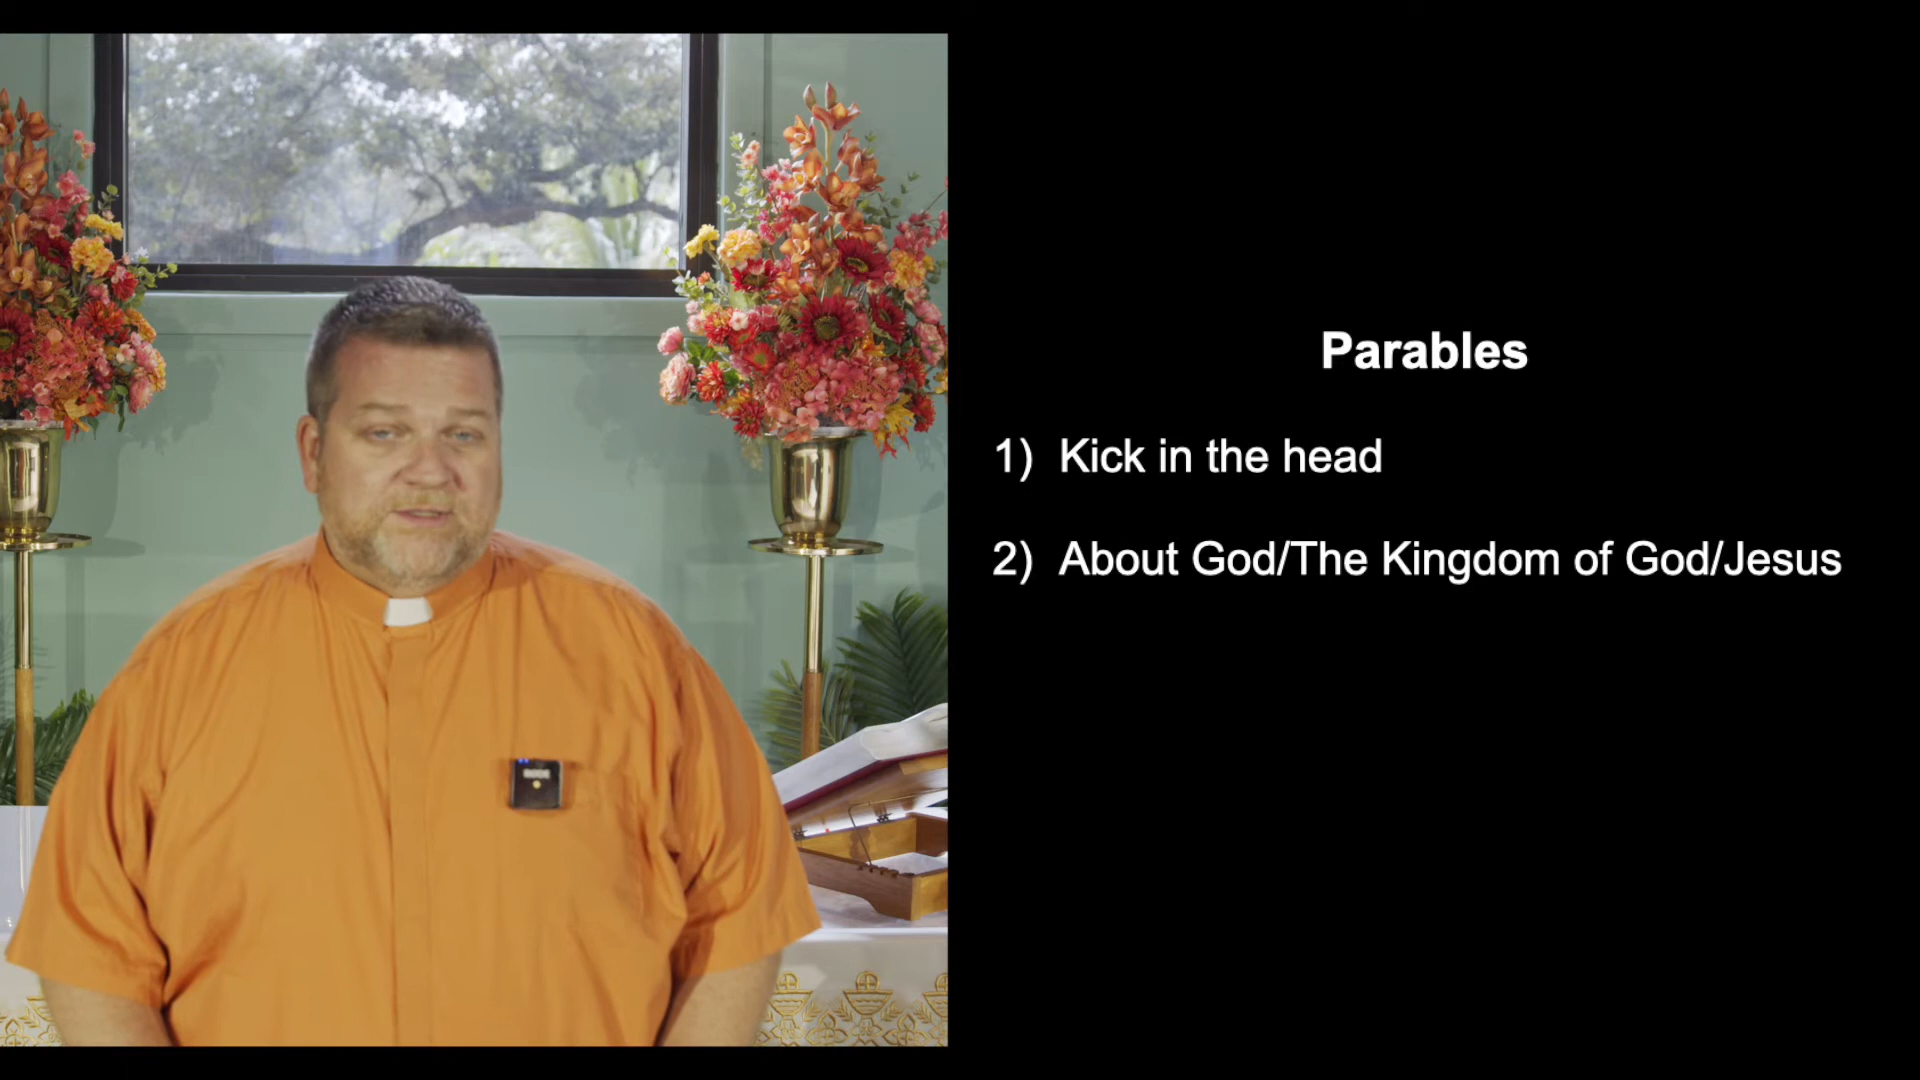 Parables
1) Kick in the head
2) About God/The Kingdom of God/Jesus